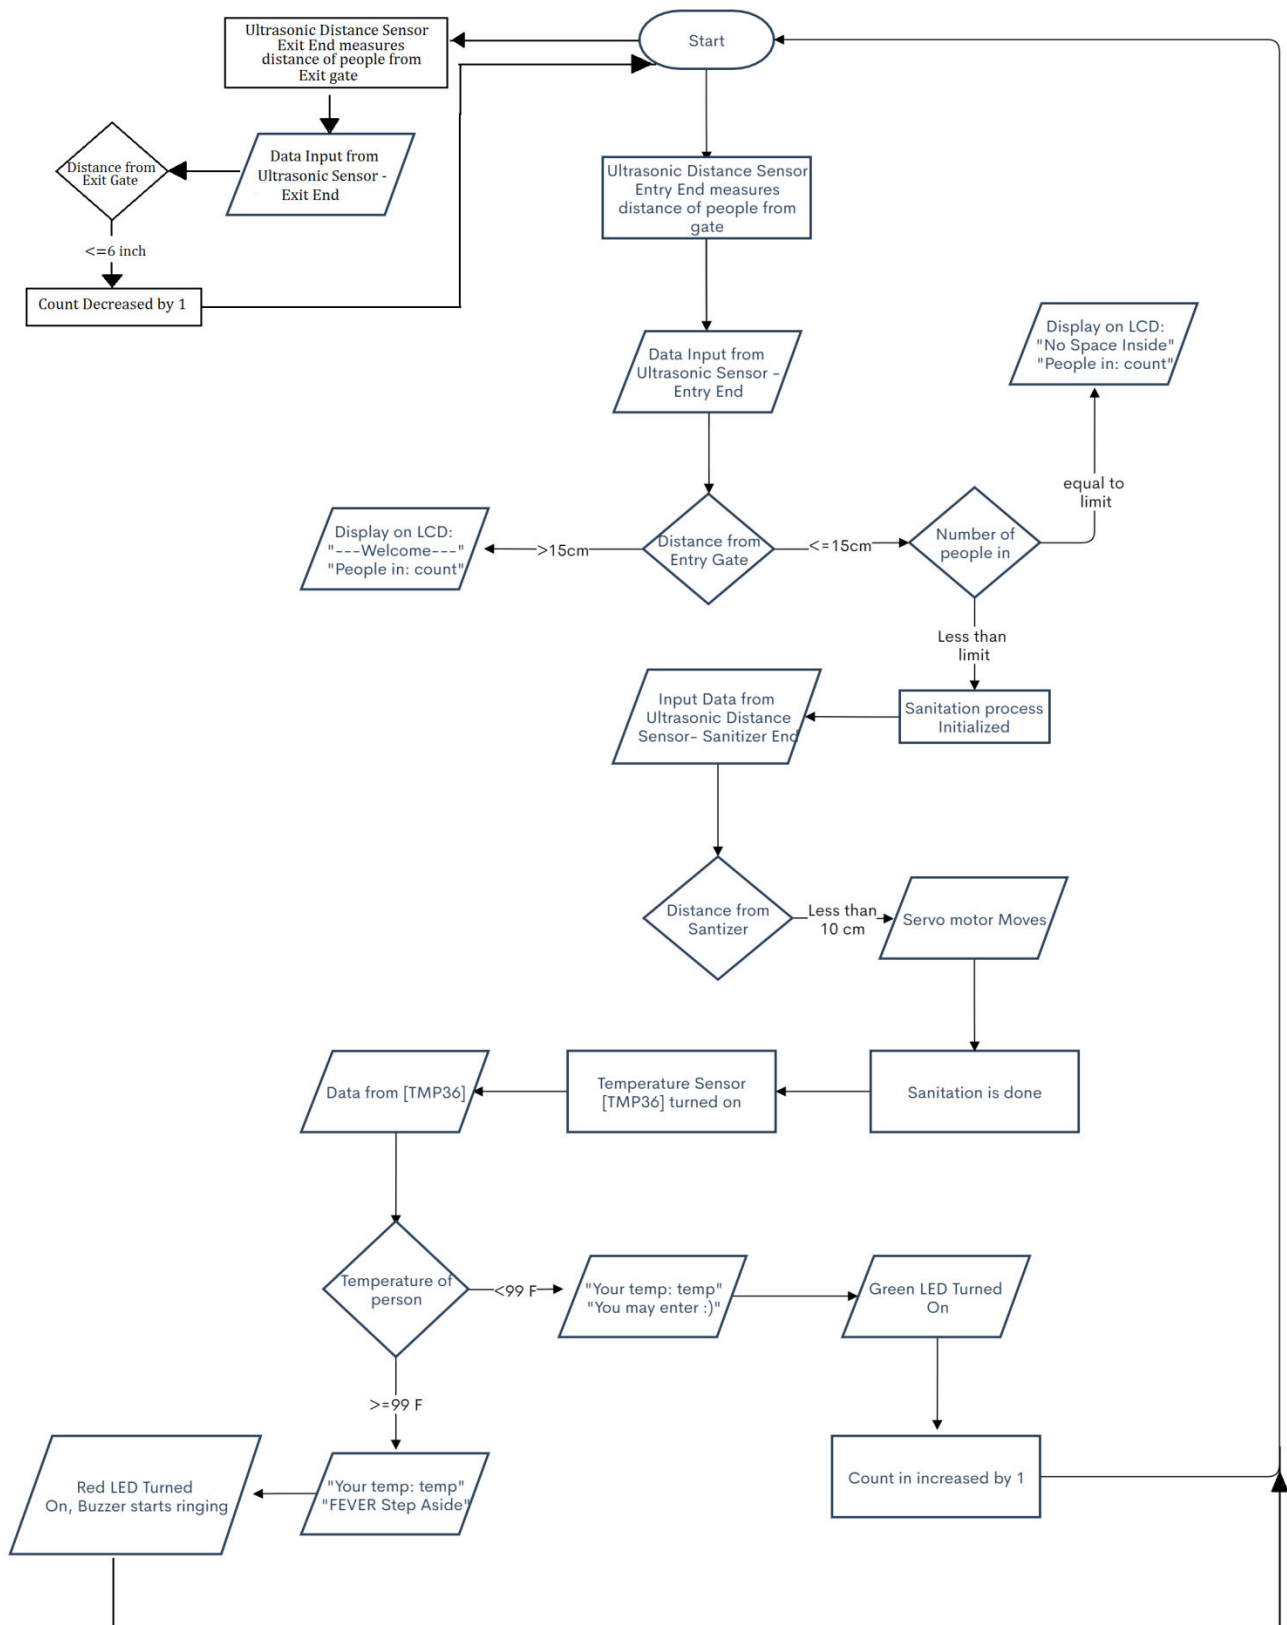 Ultrasonic Distance Sensor
Exit End measures
distance of people from
Exit gate
Start
Data Input from
Ultrasonic Sensor -
Exit End
Distance from
Exit Gate
<=6 inch
Count Decreased by 1
Ultrasonic Distance Sensor
Entry End measures
distance of people from
gate
Data Input from
Ultrasonic Sensor -
Entry End
Display on LCD:
"No Space Inside"
"People in: count"
equal to
limit
Display on LCD:
"---Welcome---"
"People in: count"
>15cm
Distance from
Entry Gate
<=15cm
Number of
people in
Less than
limit
Sanitation process
Initialized
Input Data from
Ultrasonic Distance
Sensor- Sanitizer End
Distance from
Santizer
Less than
10 cm
Servo motor Moves
Sanitation is done
Temperature Sensor
[TMP36] turned on
Data from [TMP36]
Temperature of
person
<99 F
"Your temp: temp"
"You may enter :)"
Green LED Turned
On
Count in increased by 1
>=99 F
"Your temp: temp"
"FEVER Step Aside"
Red LED Turned
On, Buzzer starts ringing